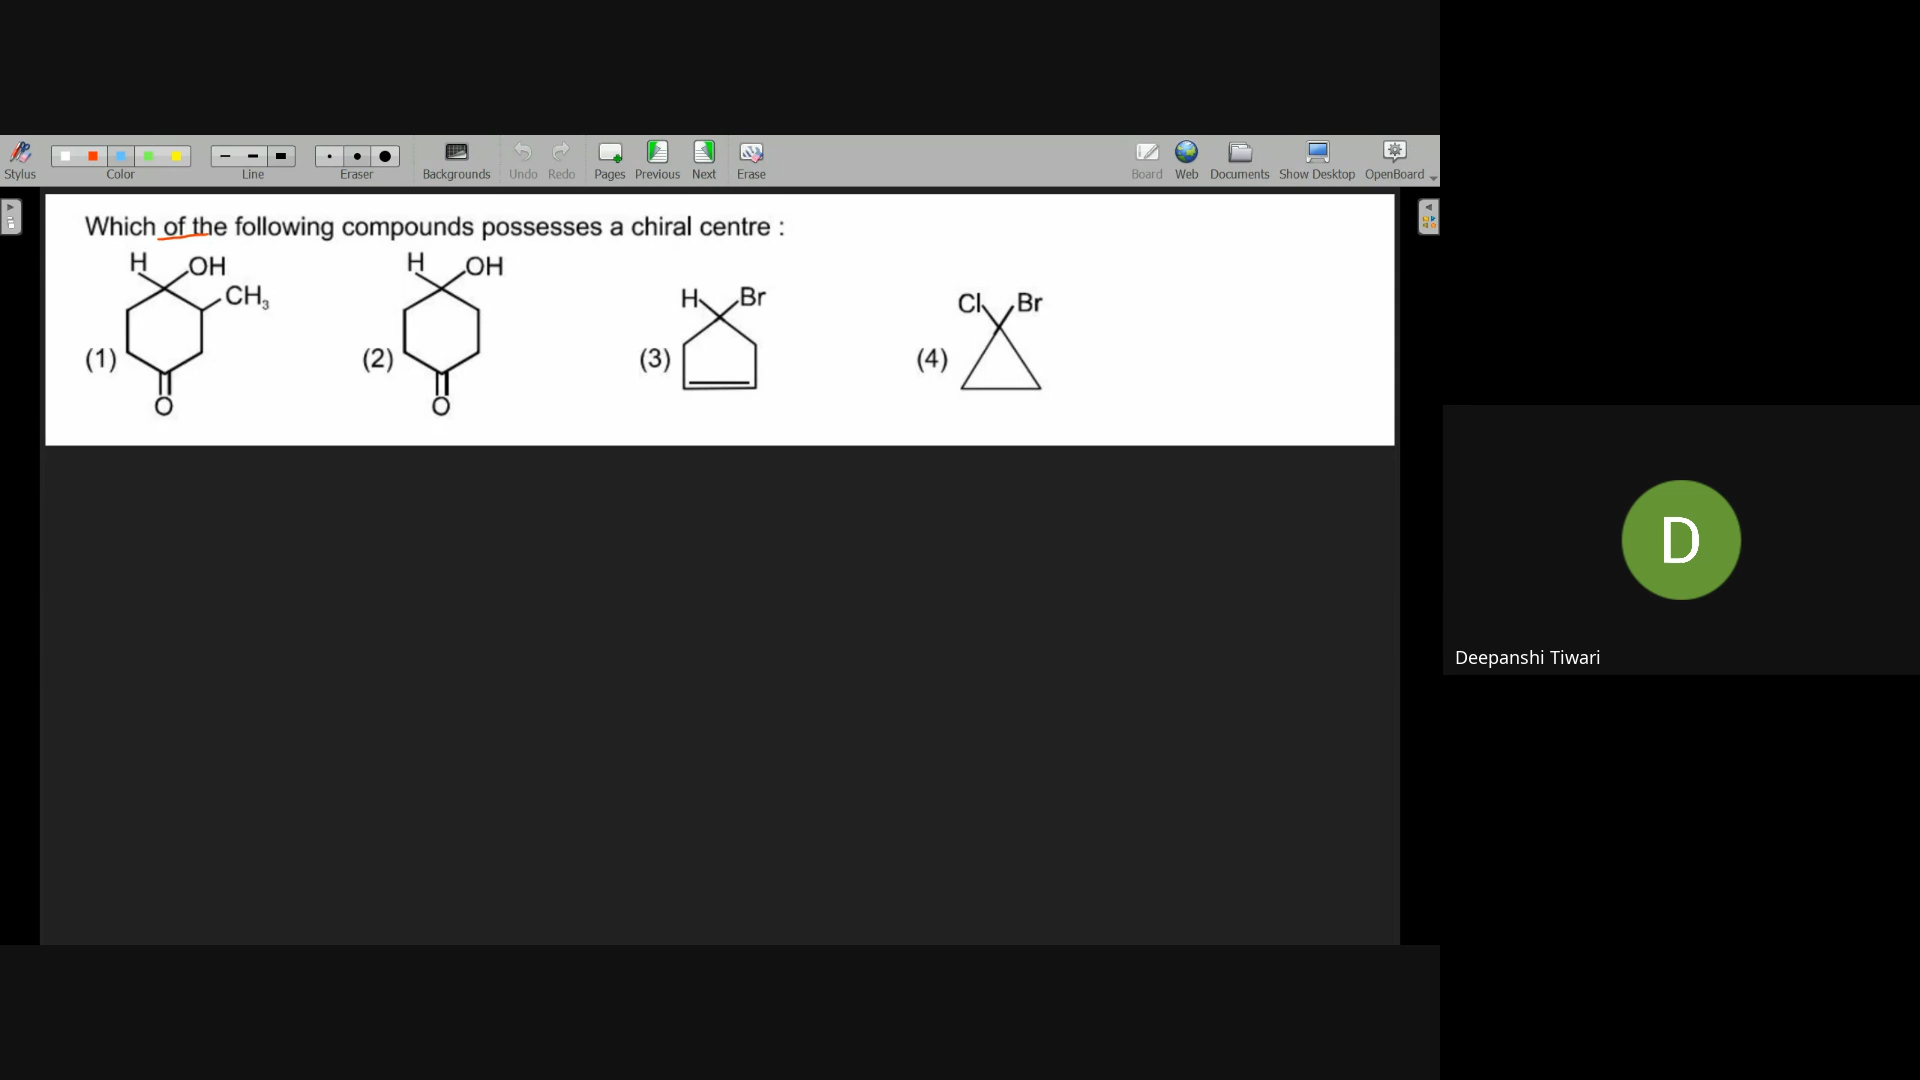 Stylus Color Line Eraser Backgrounds Undo Redo Pages Previous Next Erase Board Web Documents Show Desktop OpenBoard
Which of the following compounds possesses a chiral centre :
H OH CH₃ H OH H Br Cl Br
(1) (2) (3) (4)
O O
D
Deepanshi Tiwari